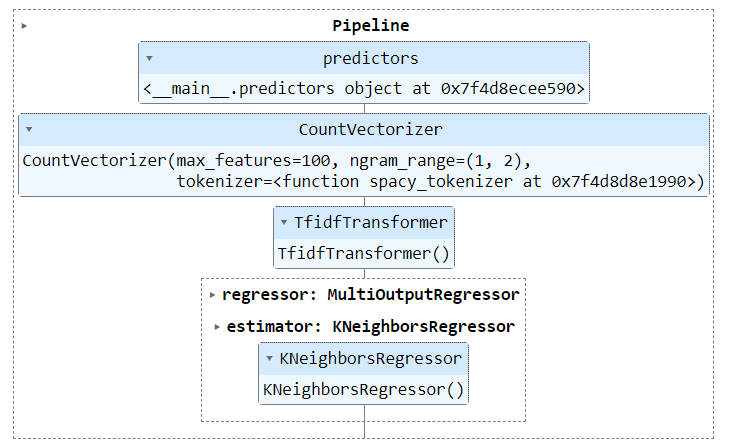 Pipeline
predictors
<__main__.predictors object at 0x7f4d8ecee590>
CountVectorizer
CountVectorizer(max_features=100, ngram_range=(1, 2),
tokenizer=<function spacy_tokenizer at 0x7f4d8d8e1990>)
TfidfTransformer
TfidfTransformer()
regressor: MultiOutputRegressor
estimator: KNeighborsRegressor
KNeighborsRegressor
KNeighborsRegressor()